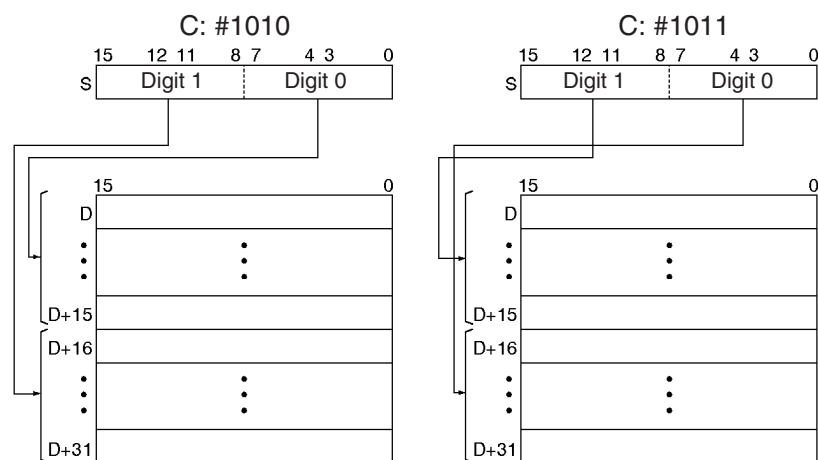 C: #1010
15 12 11 8 7 4 3 0
S Digit 1 Digit 0
15 0
D
D+15
D+16
D+31
C: #1011
15 12 11 8 7 4 3 0
S Digit 1 Digit 0
15 0
D
D+15
D+16
D+31